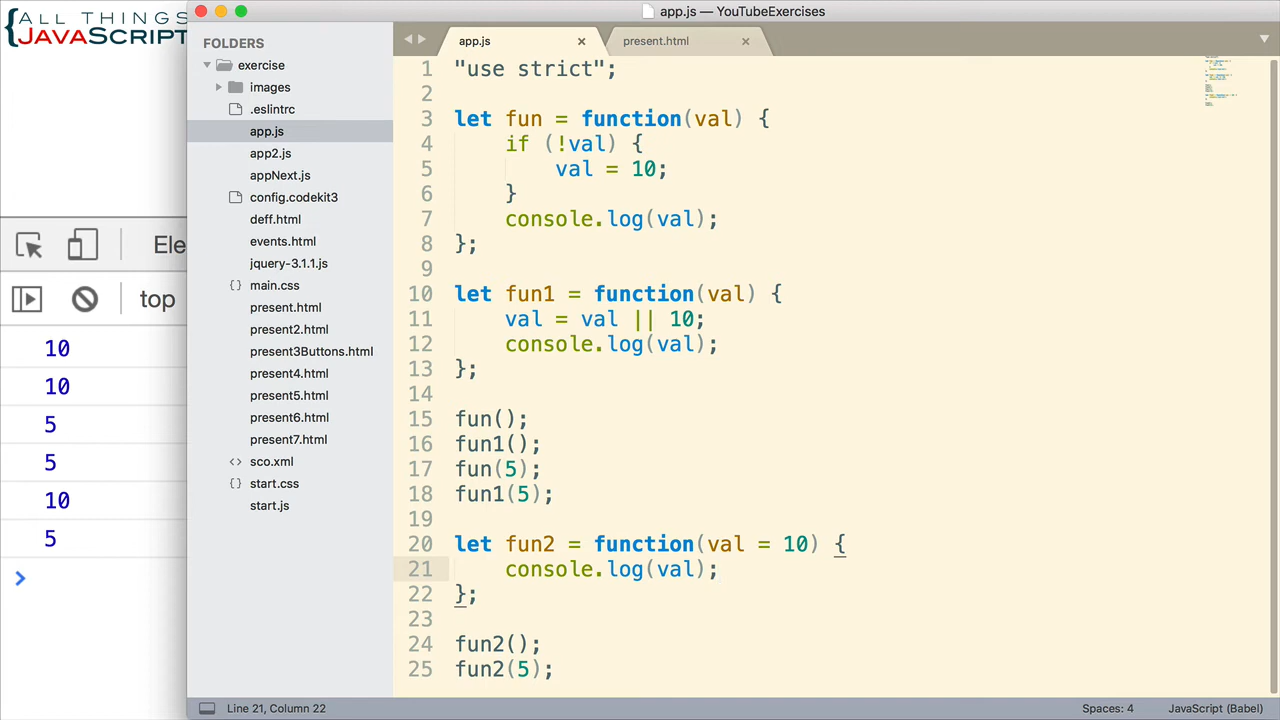 {ALL THINGS
JAVASCRIPT
Ele
top
10
10
5
5
10
5
app.js — YouTubeExercises
FOLDERS
exercise
images
.eslintrc
app.js
app2.js
appNext.js
config.codekit3
deff.html
events.html
jquery-3.1.1.js
{} main.css
present.html
present2.html
present3Buttons.html
present4.html
present5.html
present6.html
present7.html
<> sco.xml
{} start.css
start.js
app.js
present.html
1 "use strict";
2
3 let fun = function(val) {
4     if (!val) {
5         val = 10;
6     }
7     console.log(val);
8 };
9
10 let fun1 = function(val) {
11     val = val || 10;
12     console.log(val);
13 };
14
15 fun();
16 fun1();
17 fun(5);
18 fun1(5);
19
20 let fun2 = function(val = 10) {
21     console.log(val);
22 };
23
24 fun2();
25 fun2(5);
Line 21, Column 22
Spaces: 4
JavaScript (Babel)